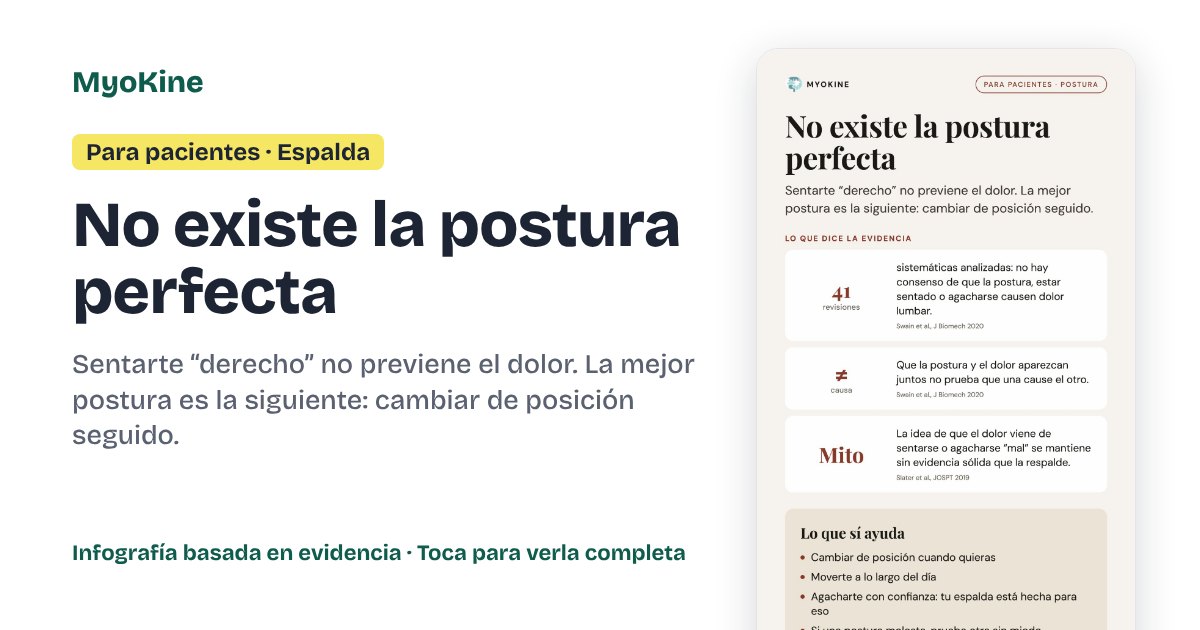 MyoKine
Para pacientes · Espalda
No existe la postura
perfecta
Sentarte “derecho” no previene el dolor. La mejor
postura es la siguiente: cambiar de posición
seguido.
Infografía basada en evidencia · Toca para verla completa
MYOKINE
PARA PACIENTES · POSTURA
No existe la postura
perfecta
Sentarte “derecho” no previene el dolor. La mejor
postura es la siguiente: cambiar de posición seguido.
LO QUE DICE LA EVIDENCIA
41
revisiones
sistemáticas analizadas: no hay
consenso de que la postura, estar
sentado o agacharse causen dolor
lumbar.
Swain et al., J Biomech 2020
≠
causa
Que la postura y el dolor aparezcan
juntos no prueba que una cause el otro.
Swain et al., J Biomech 2020
Mito
La idea de que el dolor viene de
sentarse o agacharse “mal” se mantiene
sin evidencia sólida que la respalde.
Slater et al., JOSPT 2019
Lo que sí ayuda
• Cambiar de posición cuando quieras
• Moverte a lo largo del día
• Agacharte con confianza: tu espalda está hecha para
eso